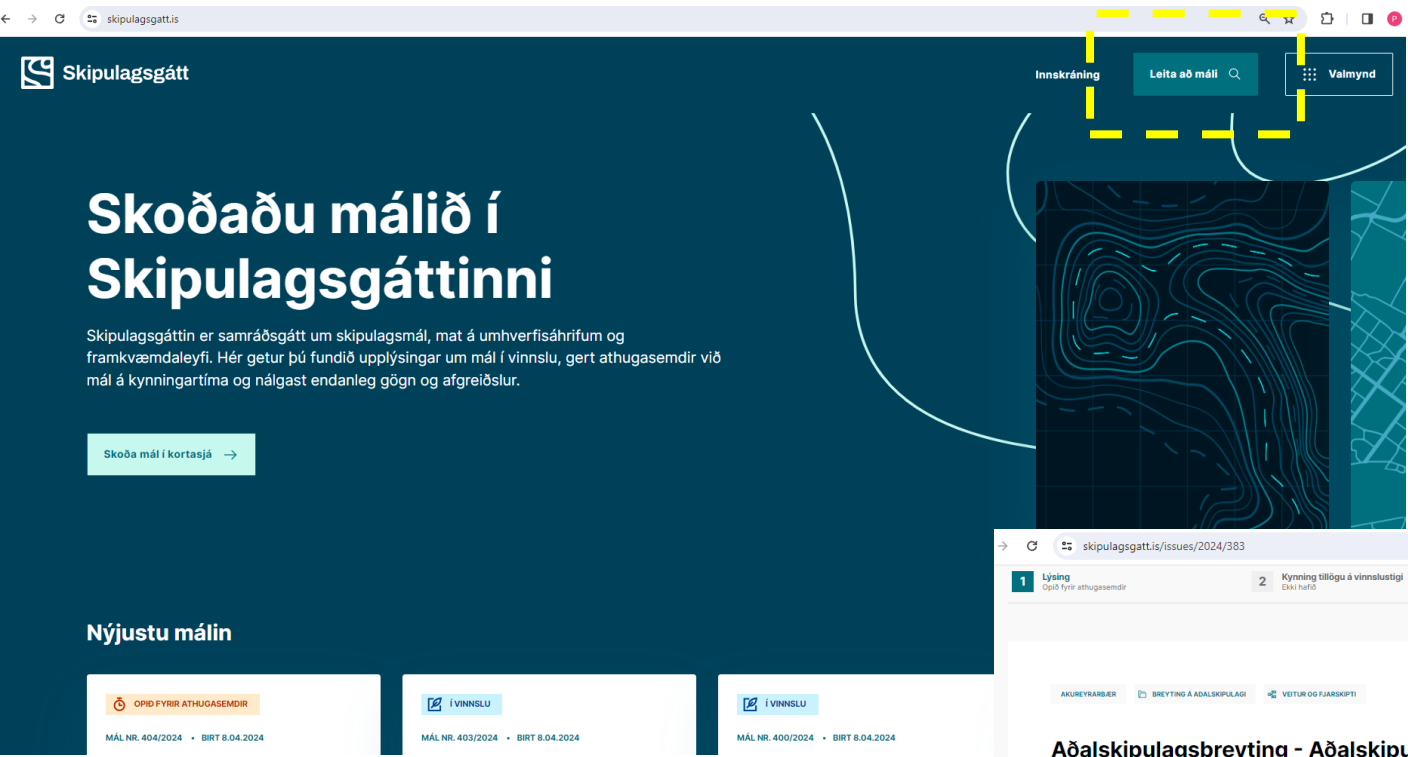 skipulagsgatt.is
P
Skipulagsgátt
Innskráning
Leita að máli
Valmynd
Skoðaðu málið í
Skipulagsgáttinni
Skipulagsgáttin er samráðsgátt um skipulagsmál, mat á umhverfisáhrifum og
framkvæmdaleyfi. Hér getur þú fundið upplýsingar um mál í vinnslu, gert athugasemdir við
mál á kynningartíma og nálgast endanleg gögn og afgreiðslur.
Skoða mál í kortasjá
Nýjustu málin
OPIÐ FYRIR ATHUGASEMDIR
MÁL NR. 404/2024 • BIRT 8.04.2024
Í VINNSLU
MÁL NR. 403/2024 • BIRT 8.04.2024
Í VINNSLU
MÁL NR. 400/2024 • BIRT 8.04.2024
skipulagsgatt.is/issues/2024/383
1 Lýsing
Opið fyrir athugasemdir
2 Kynning tillögu á vinnslustigi
Ekki hafið
AKUREYRARBÆR
BREYTING Á AÐALSKIPULAGI
VEITUR OG FJARSKIPTI
Aðalskipulagsbreyting - Aðalskipu